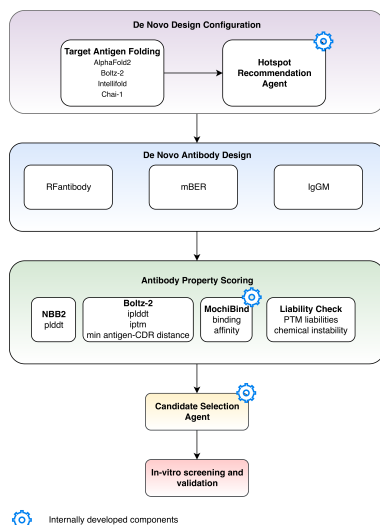 De Novo Design Configuration
Target Antigen Folding
AlphaFold2
Boltz-2
Intellifold
Chai-1
Hotspot
Recommendation
Agent
De Novo Antibody Design
RFantibody
mBER
IgGM
Antibody Property Scoring
NBB2
plddt
Boltz-2
iplddt
iptm
min antigen-CDR distance
MochiBind
binding
affinity
Liability Check
PTM liabilities
chemical instability
Candidate Selection
Agent
In-vitro screening and
validation
Internally developed components